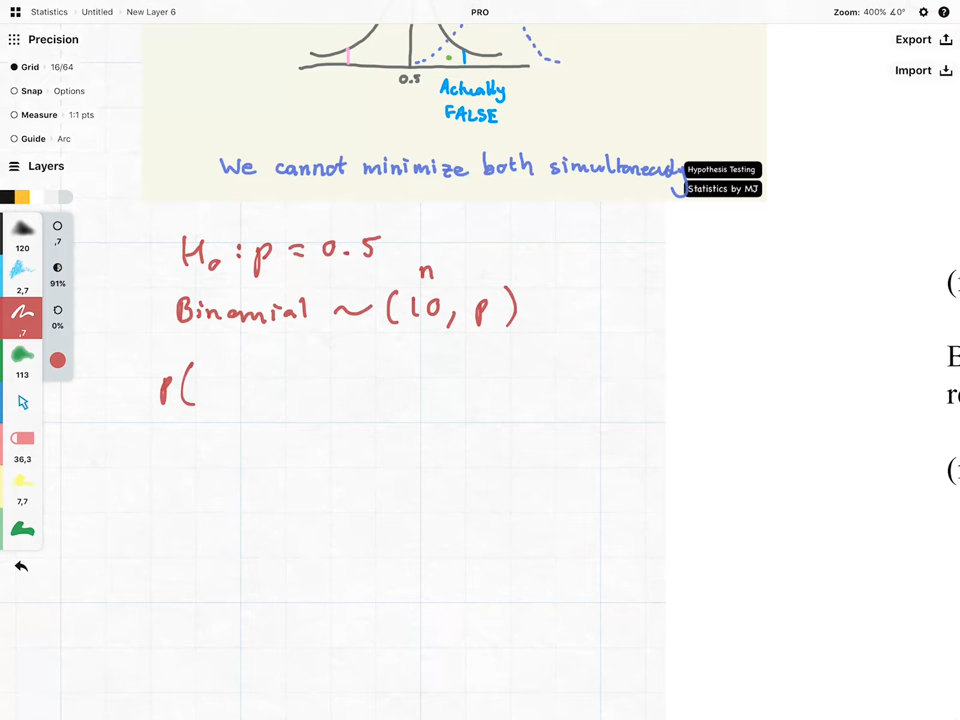 Statistics > Untitled > New Layer 6
PRO
Zoom: 400% ∠0°
Precision
Export
Grid 16/64
Import
Snap Options
Measure 1:1 pts
Guide Arc
Layers
0.5
Actually
FALSE
We cannot minimize both simultaneously
Hypothesis Testing
Statistics by MJ
,7
120
91%
2,7
0%
,7
113
36,3
7,7
H₀ : p = 0.5
n
Binomial ~ (10, p)
P(
(
B
r
(